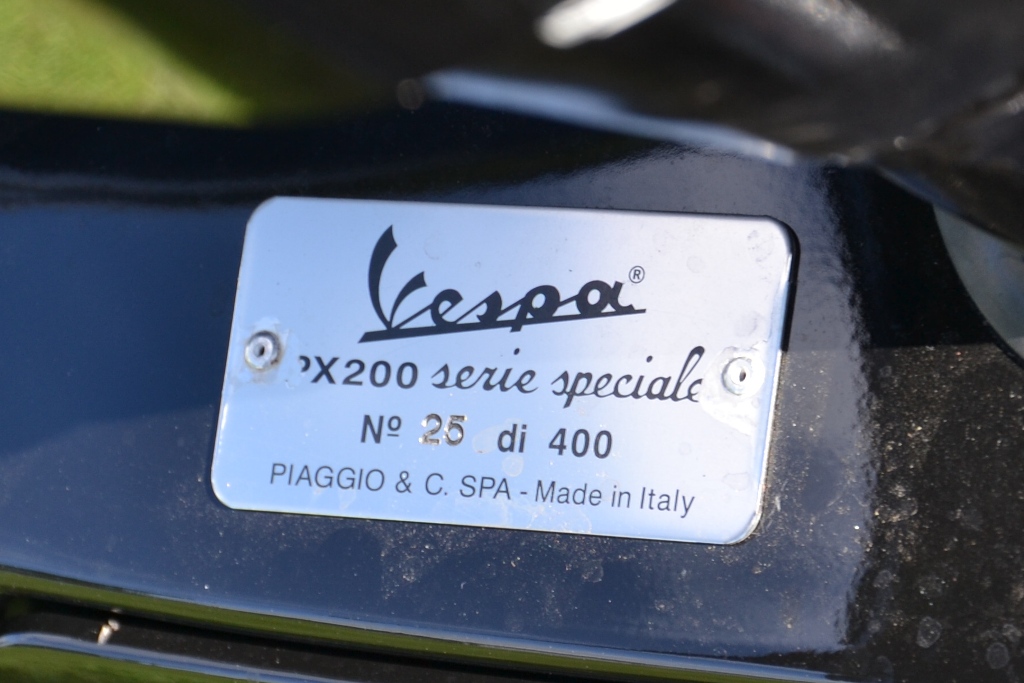 Vespa®
PX200 serie speciale
Nº 25 di 400
PIAGGIO & C. SPA - Made in Italy